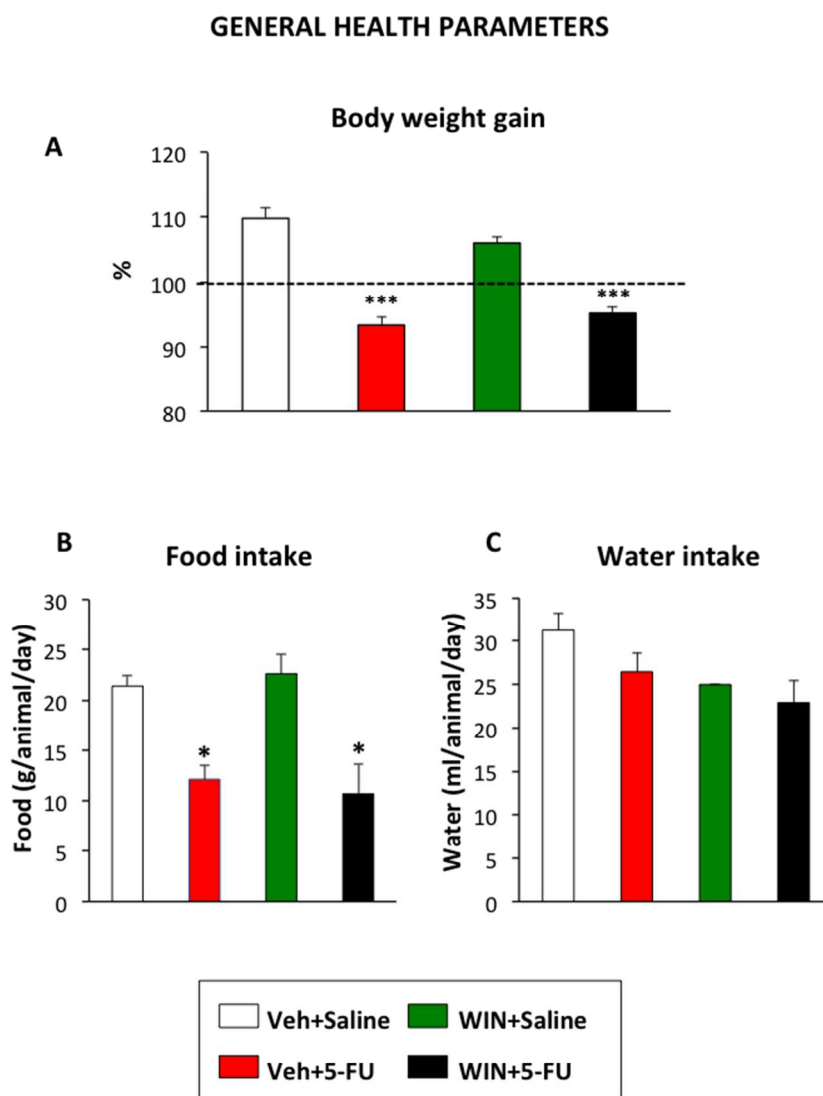 GENERAL HEALTH PARAMETERS
A
Body weight gain
%
120
110
100
90
80
***
***
B
Food intake
Food (g/animal/day)
30
25
20
15
10
5
0
*
*
C
Water intake
Water (ml/animal/day)
35
30
25
20
15
10
5
0
Veh+Saline
WIN+Saline
Veh+5-FU
WIN+5-FU